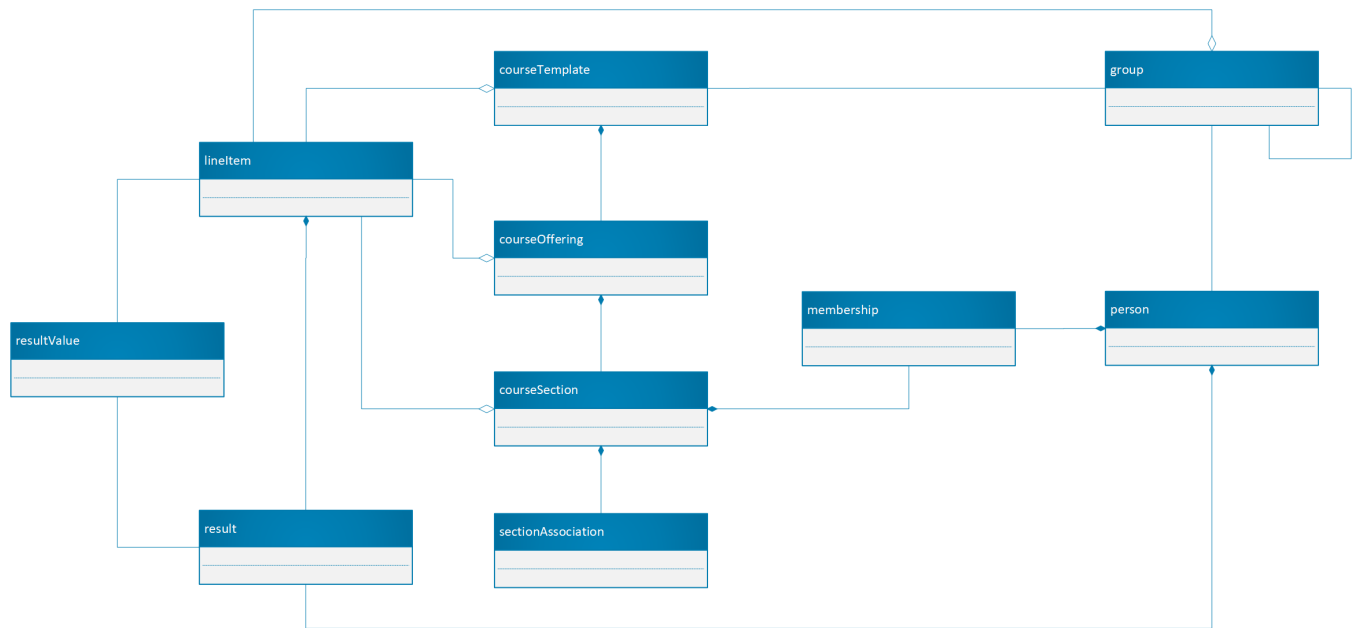 courseTemplate
group
lineItem
courseOffering
membership
person
resultValue
courseSection
result
sectionAssociation